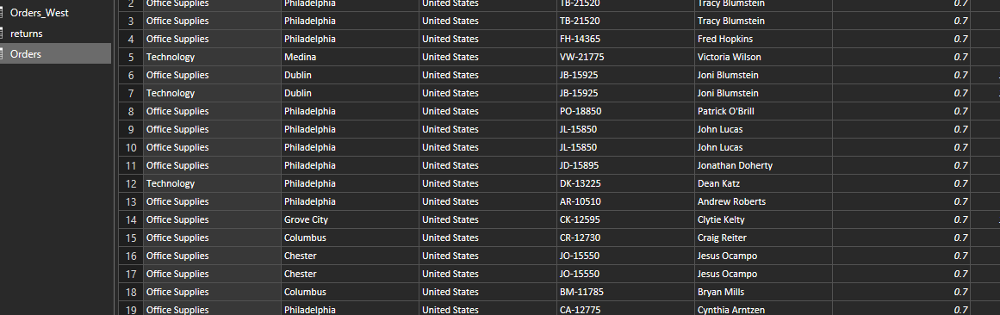 Orders_West
returns
Orders
2 Office Supplies Philadelphia United States TB-21520 Tracy Blumstein 0.7
3 Office Supplies Philadelphia United States TB-21520 Tracy Blumstein 0.7
4 Office Supplies Philadelphia United States FH-14365 Fred Hopkins 0.7
5 Technology Medina United States VW-21775 Victoria Wilson 0.7
6 Office Supplies Dublin United States JB-15925 Joni Blumstein 0.7
7 Technology Dublin United States JB-15925 Joni Blumstein 0.7
8 Office Supplies Philadelphia United States PO-18850 Patrick O'Brill 0.7
9 Office Supplies Philadelphia United States JL-15850 John Lucas 0.7
10 Office Supplies Philadelphia United States JL-15850 John Lucas 0.7
11 Office Supplies Philadelphia United States JD-15895 Jonathan Doherty 0.7
12 Technology Philadelphia United States DK-13225 Dean Katz 0.7
13 Office Supplies Philadelphia United States AR-10510 Andrew Roberts 0.7
14 Office Supplies Grove City United States CK-12595 Clytie Kelty 0.7
15 Office Supplies Columbus United States CR-12730 Craig Reiter 0.7
16 Office Supplies Chester United States JO-15550 Jesus Ocampo 0.7
17 Office Supplies Chester United States JO-15550 Jesus Ocampo 0.7
18 Office Supplies Columbus United States BM-11785 Bryan Mills 0.7
19 Office Supplies Philadelphia United States CA-12775 Cynthia Arntzen 0.7